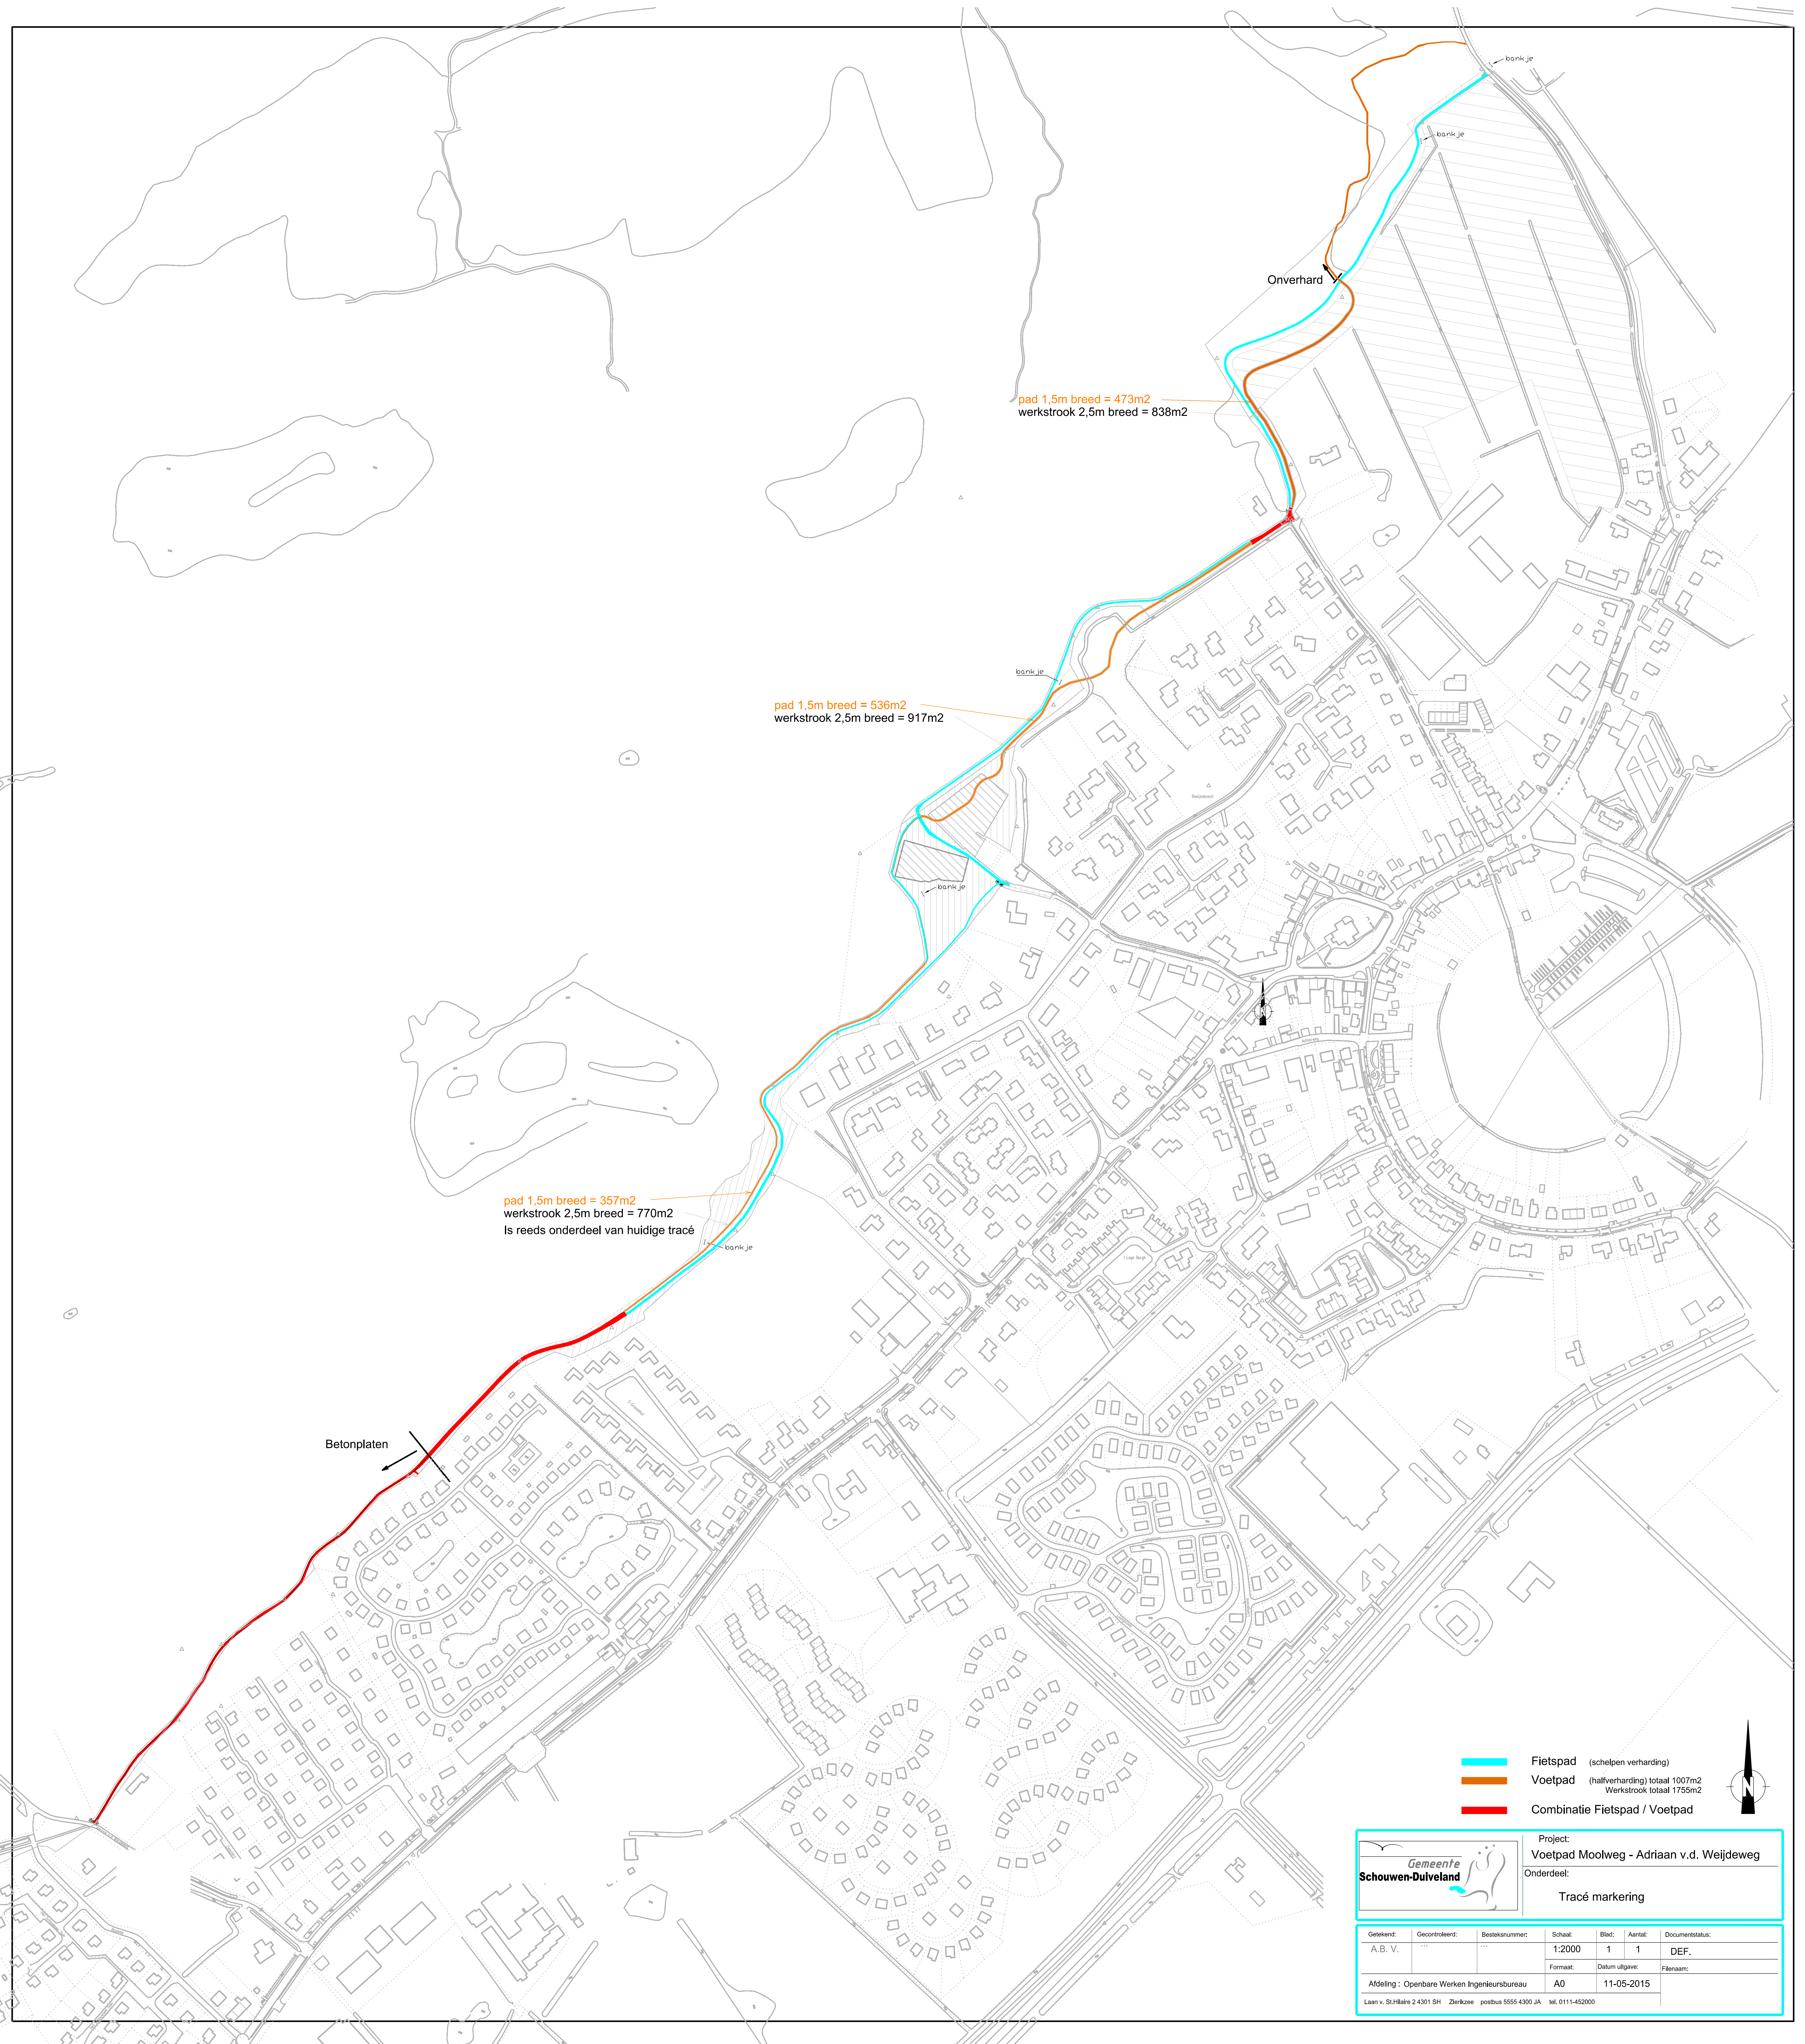 bankje
bankje
Onverhard
pad 1,5m breed = 473m2
werkstrook 2,5m breed = 838m2
bankje
pad 1,5m breed = 536m2
werkstrook 2,5m breed = 917m2
bankje
pad 1,5m breed = 357m2
werkstrook 2,5m breed = 770m2
Is reeds onderdeel van huidige tracé
bankje
Betonplaten
Fietspad (schelpen verharding)
Voetpad (halfverharding) totaal 1007m2
Werkstrook totaal 1755m2
Combinatie Fietspad / Voetpad
N
Gemeente
Schouwen-Duiveland
Project:
Voetpad Moolweg - Adriaan v.d. Weijdeweg
Onderdeel:
Tracé markering
Getekend: Gecontroleerd: Besteksnummer: Schaal: Blad: Aantal: Documentstatus:
A.B. V. --- --- 1:2000 1 1 DEF.
Formaat: Datum uitgave: Filenaam:
Afdeling : Openbare Werken Ingenieursbureau A0 11-05-2015
Laan v. St.Hilaire 2 4301 SH Zierikzee postbus 5555 4300 JA tel. 0111-452000